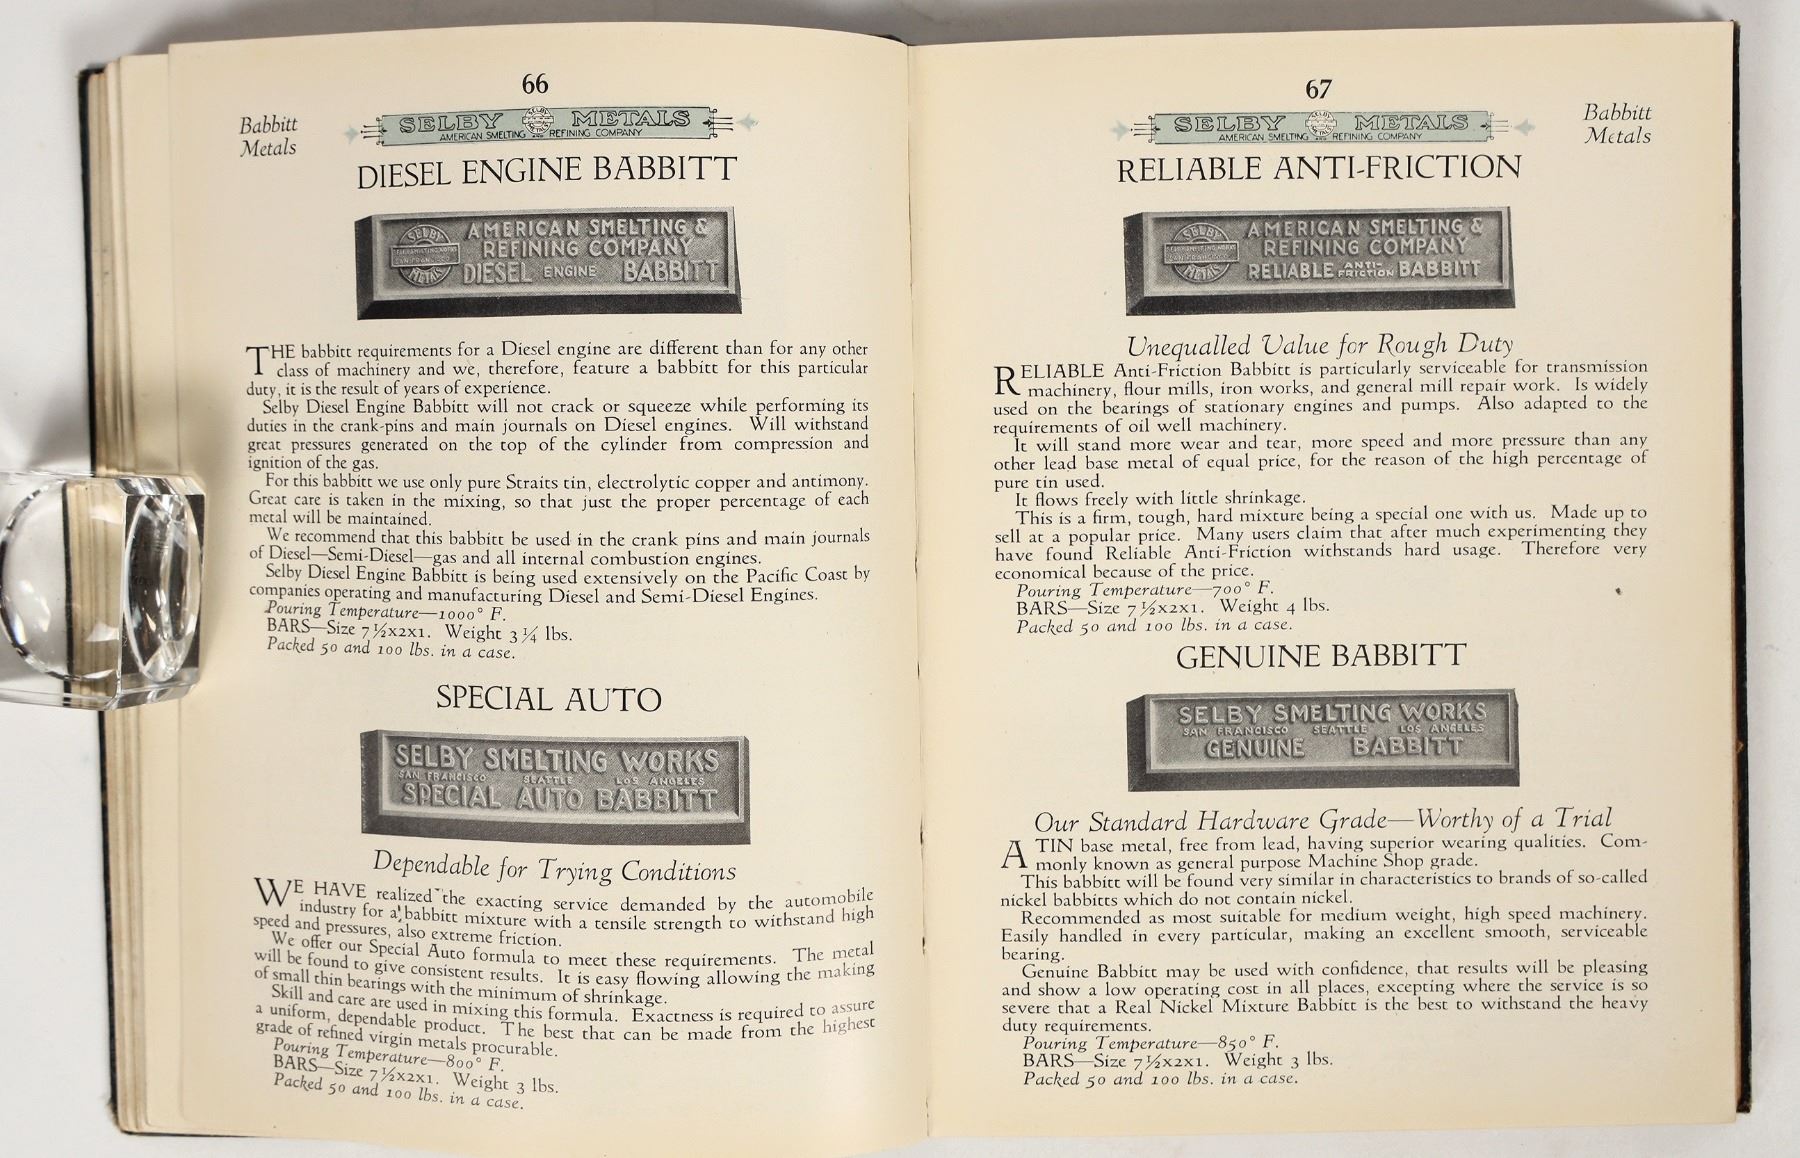 66
Babbitt
Metals
SELBY METALS
AMERICAN SMELTING AND REFINING COMPANY
DIESEL ENGINE BABBITT
SELBY
SELBY SMELTING WORKS
SAN FRANCISCO
METALS
AMERICAN SMELTING &
REFINING COMPANY
DIESEL ENGINE BABBITT
THE babbitt requirements for a Diesel engine are different than for any other
class of machinery and we, therefore, feature a babbitt for this particular
duty, it is the result of years of experience.
Selby Diesel Engine Babbitt will not crack or squeeze while performing its
duties in the crank-pins and main journals on Diesel engines. Will withstand
great pressures generated on the top of the cylinder from compression and
ignition of the gas.
For this babbitt we use only pure Straits tin, electrolytic copper and antimony.
Great care is taken in the mixing, so that just the proper percentage of each
metal will be maintained.
We recommend that this babbitt be used in the crank pins and main journals
of Diesel—Semi-Diesel—gas and all internal combustion engines.
Selby Diesel Engine Babbitt is being used extensively on the Pacific Coast by
companies operating and manufacturing Diesel and Semi-Diesel Engines.
Pouring Temperature—1000° F.
BARS—Size 7½x2x1. Weight 3¼ lbs.
Packed 50 and 100 lbs. in a case.
SPECIAL AUTO
SELBY SMELTING WORKS
SAN FRANCISCO SEATTLE LOS ANGELES
SPECIAL AUTO BABBITT
Dependable for Trying Conditions
WE HAVE realized the exacting service demanded by the automobile
industry for a babbitt mixture with a tensile strength to withstand high
speed and pressures, also extreme friction.
We offer our Special Auto formula to meet these requirements. The metal
will be found to give consistent results. It is easy flowing allowing the making
of small thin bearings with the minimum of shrinkage.
Skill and care are used in mixing this formula. Exactness is required to assure
a uniform, dependable product. The best that can be made from the highest
grade of refined virgin metals procurable.
Pouring Temperature—800° F.
BARS—Size 7½x2x1. Weight 3 lbs.
Packed 50 and 100 lbs. in a case.
67
Babbitt
Metals
SELBY METALS
AMERICAN SMELTING AND REFINING COMPANY
RELIABLE ANTI-FRICTION
SELBY
SELBY SMELTING WORKS
SAN FRANCISCO
METALS
AMERICAN SMELTING &
REFINING COMPANY
RELIABLE ANTI-FRICTION BABBITT
Unequalled Value for Rough Duty
RELIABLE Anti-Friction Babbitt is particularly serviceable for transmission
machinery, flour mills, iron works, and general mill repair work. Is widely
used on the bearings of stationary engines and pumps. Also adapted to the
requirements of oil well machinery.
It will stand more wear and tear, more speed and more pressure than any
other lead base metal of equal price, for the reason of the high percentage of
pure tin used.
It flows freely with little shrinkage.
This is a firm, tough, hard mixture being a special one with us. Made up to
sell at a popular price. Many users claim that after much experimenting they
have found Reliable Anti-Friction withstands hard usage. Therefore very
economical because of the price.
Pouring Temperature—700° F.
BARS—Size 7½x2x1. Weight 4 lbs.
Packed 50 and 100 lbs. in a case.
GENUINE BABBITT
SELBY SMELTING WORKS
SAN FRANCISCO SEATTLE LOS ANGELES
GENUINE BABBITT
Our Standard Hardware Grade—Worthy of a Trial
A TIN base metal, free from lead, having superior wearing qualities. Com-
monly known as general purpose Machine Shop grade.
This babbitt will be found very similar in characteristics to brands of so-called
nickel babbitts which do not contain nickel.
Recommended as most suitable for medium weight, high speed machinery.
Easily handled in every particular, making an excellent smooth, serviceable
bearing.
Genuine Babbitt may be used with confidence, that results will be pleasing
and show a low operating cost in all places, excepting where the service is so
severe that a Real Nickel Mixture Babbitt is the best to withstand the heavy
duty requirements.
Pouring Temperature—850° F.
BARS—Size 7½x2x1. Weight 3 lbs.
Packed 50 and 100 lbs. in a case.